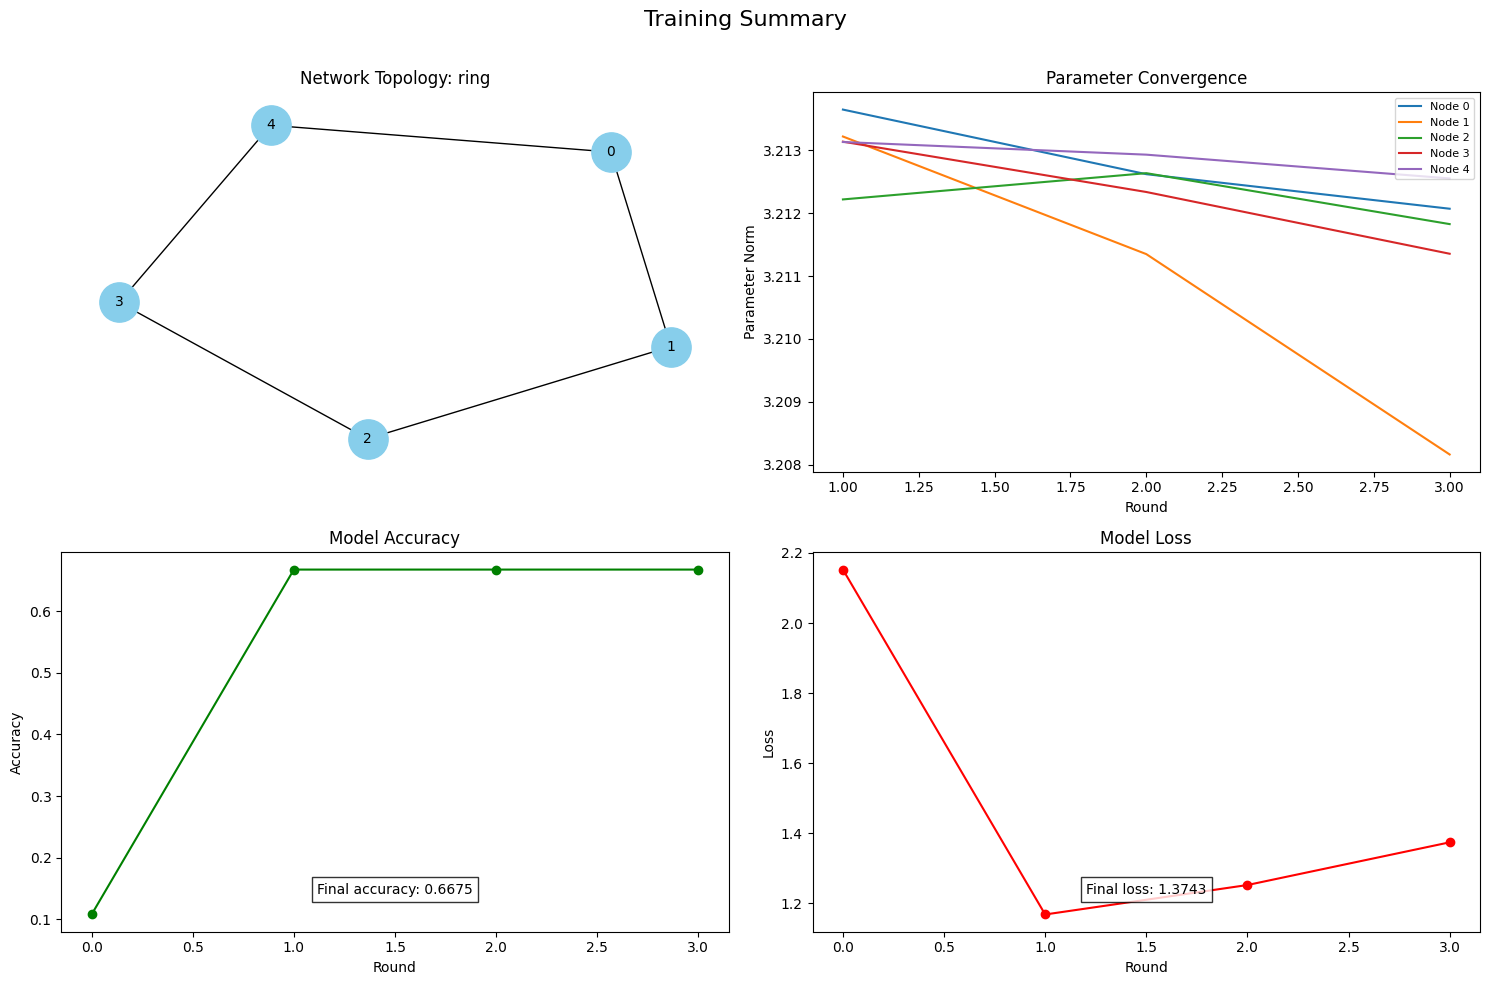 Training Summary
Network Topology: ring
4
0
3
1
2
Parameter Convergence
Node 0
Node 1
Node 2
Node 3
Node 4
Parameter Norm
3.213
3.212
3.211
3.210
3.209
3.208
1.00 1.25 1.50 1.75 2.00 2.25 2.50 2.75 3.00
Round
Model Accuracy
Accuracy
0.6
0.5
0.4
0.3
0.2
0.1
Final accuracy: 0.6675
0.0 0.5 1.0 1.5 2.0 2.5 3.0
Round
Model Loss
Loss
2.2
2.0
1.8
1.6
1.4
1.2
Final loss: 1.3743
0.0 0.5 1.0 1.5 2.0 2.5 3.0
Round